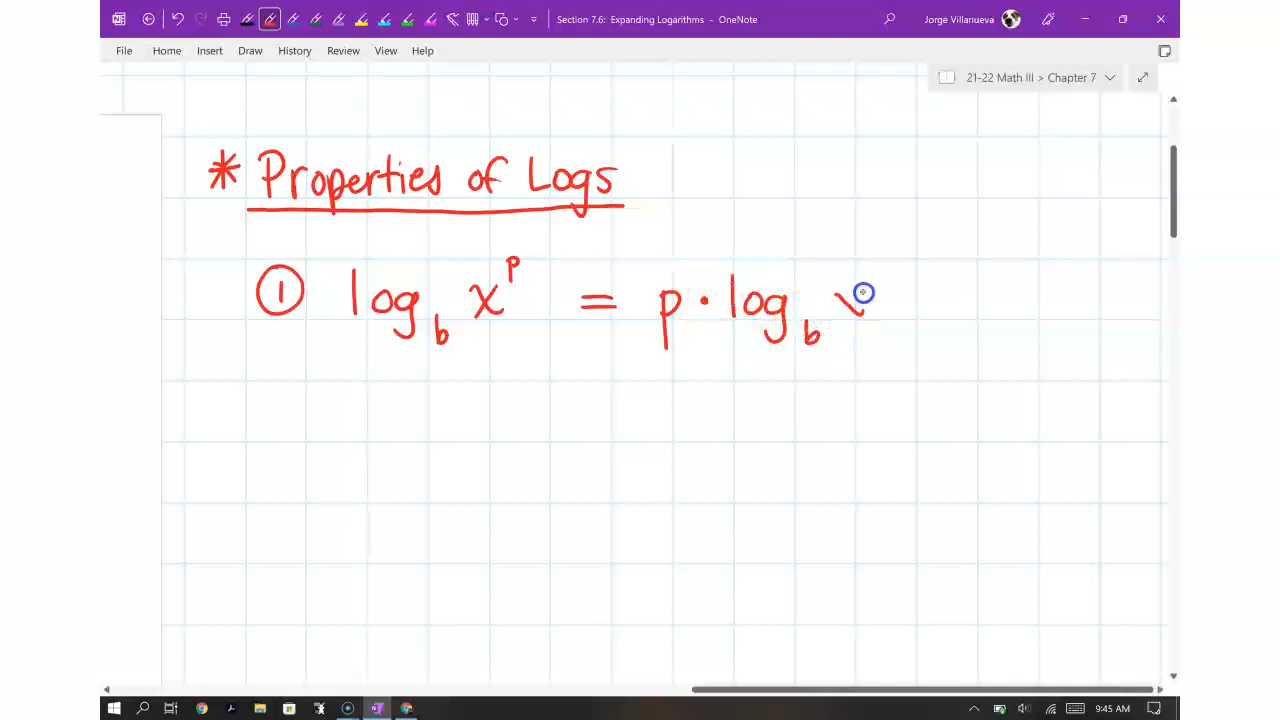 Section 7.6: Expanding Logarithms - OneNote
Jorge Villanueva
File Home Insert Draw History Review View Help
21-22 Math III > Chapter 7
* Properties of Logs
① log_b x^p = p · log_b
9:45 AM